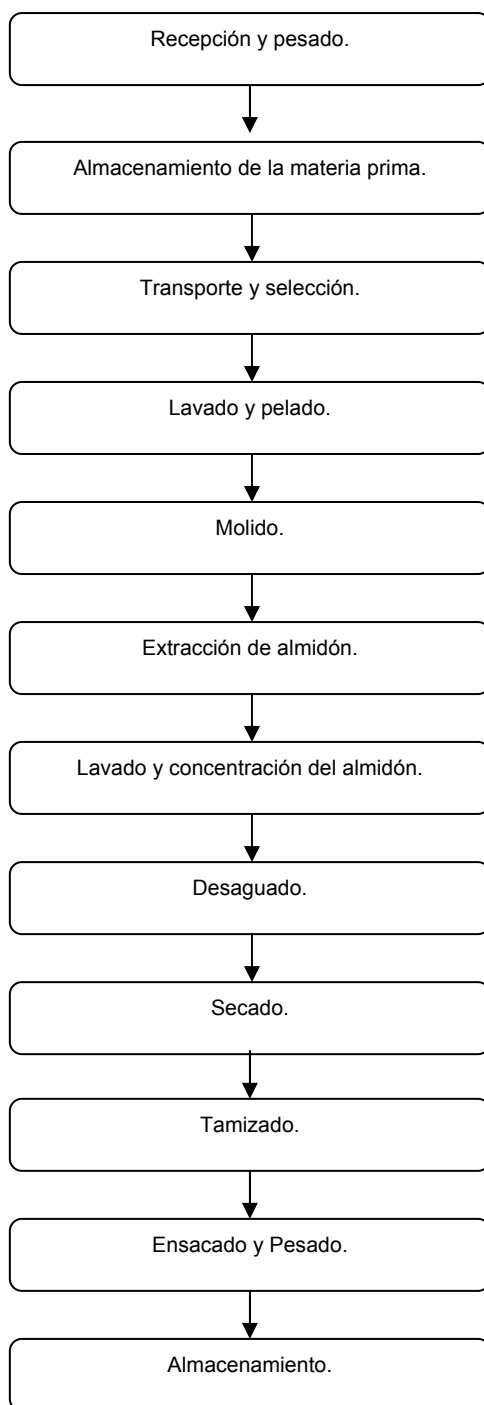 Recepción y pesado.
Almacenamiento de la materia prima.
Transporte y selección.
Lavado y pelado.
Molido.
Extracción de almidón.
Lavado y concentración del almidón.
Desaguado.
Secado.
Tamizado.
Ensacado y Pesado.
Almacenamiento.